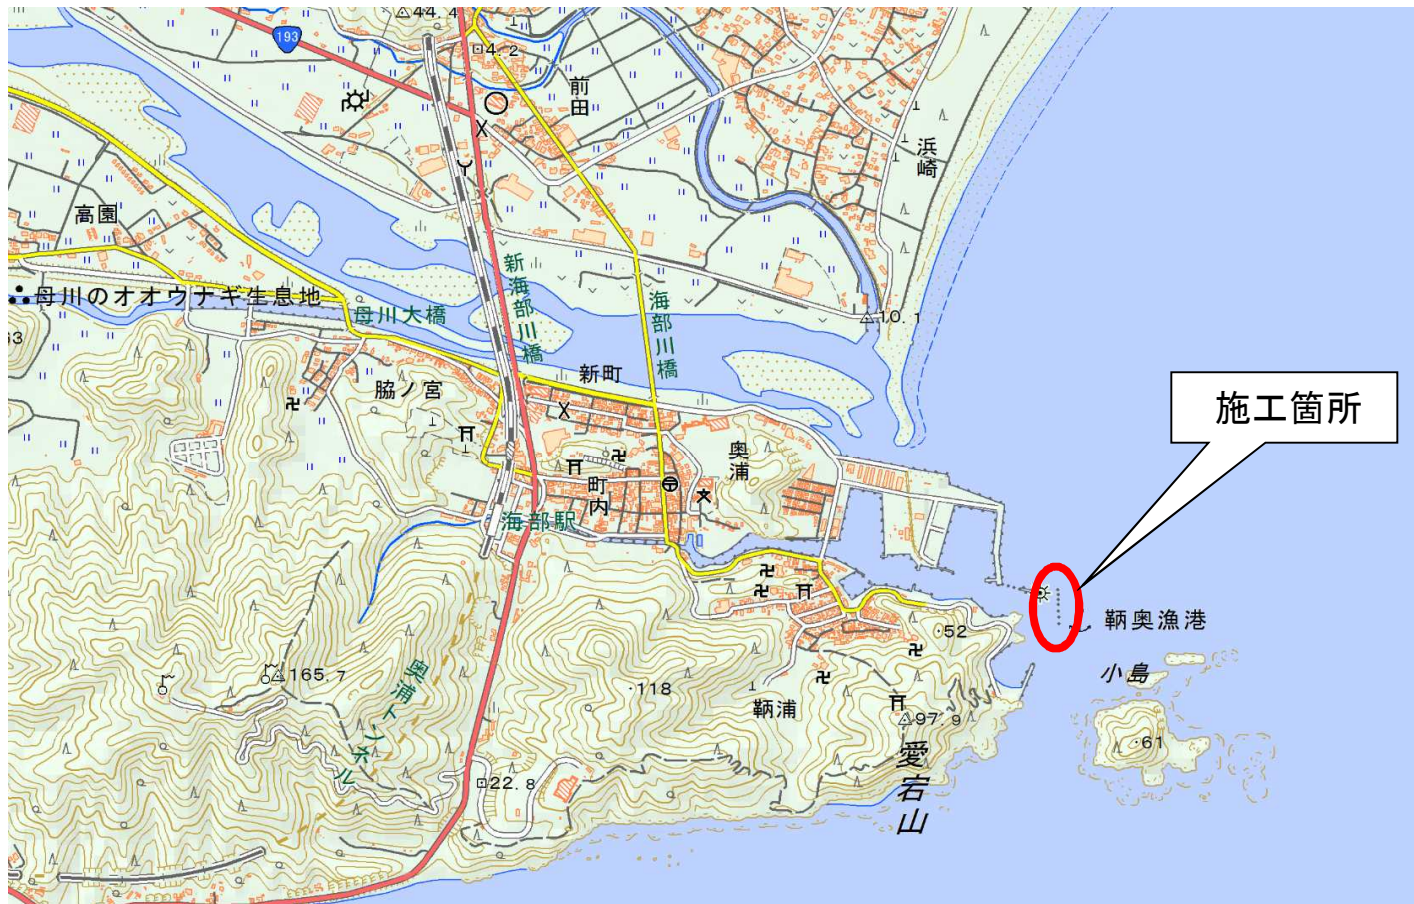 44.4
193
4.2
前田
浜崎
高園
母川のオオウナギ生息地
母川大橋
新海部川橋
海部川橋
10.1
63
新町
脇ノ宮
施工箇所
奥浦
町内
海部駅
鞆奥漁港
52
小島
165.7
奥浦トンネル
118
鞆浦
97.9
61
愛宕山
22.8